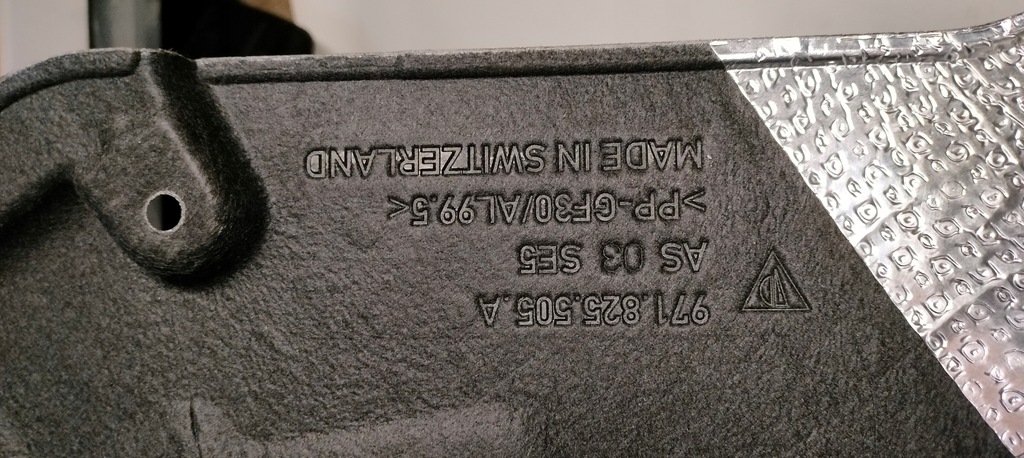 971.825.505.A
AS 03 SE5
>PP-GF30/AL99.5<
MADE IN SWITZERLAND